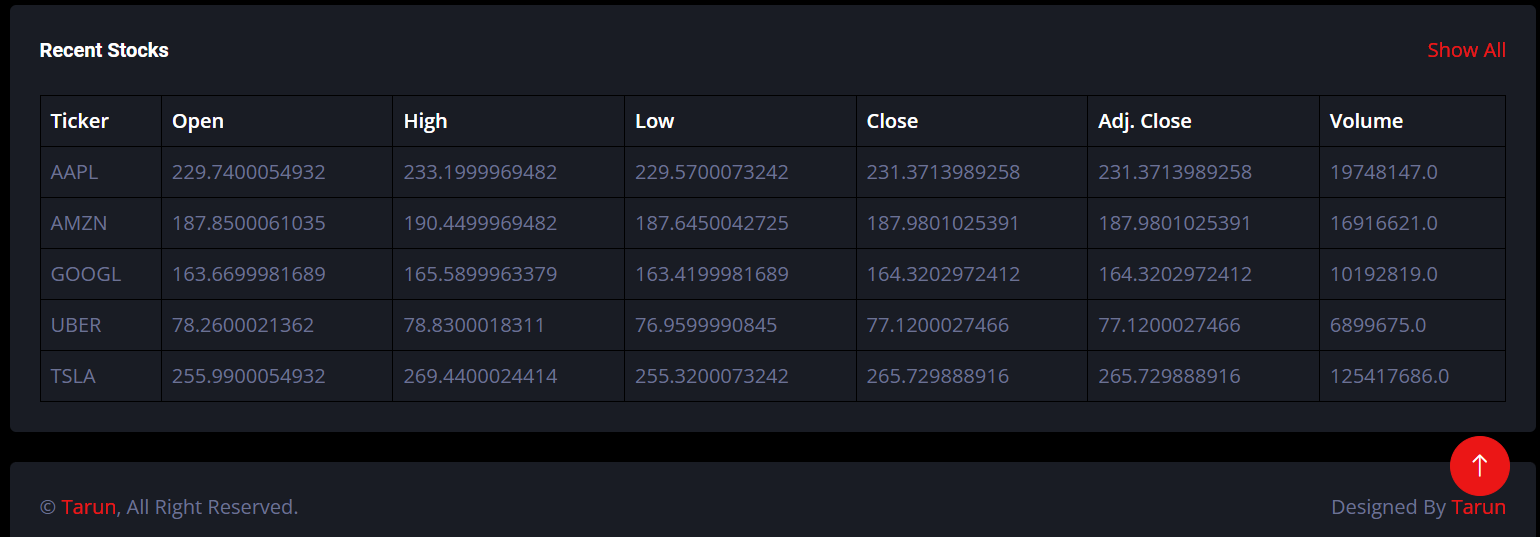 Recent Stocks Show All
Ticker Open High Low Close Adj. Close Volume
AAPL 229.7400054932 233.1999969482 229.5700073242 231.3713989258 231.3713989258 19748147.0
AMZN 187.8500061035 190.4499969482 187.6450042725 187.9801025391 187.9801025391 16916621.0
GOOGL 163.6699981689 165.5899963379 163.4199981689 164.3202972412 164.3202972412 10192819.0
UBER 78.2600021362 78.8300018311 76.9599990845 77.1200027466 77.1200027466 6899675.0
TSLA 255.9900054932 269.4400024414 255.3200073242 265.729888916 265.729888916 125417686.0
© Tarun, All Right Reserved. Designed By Tarun